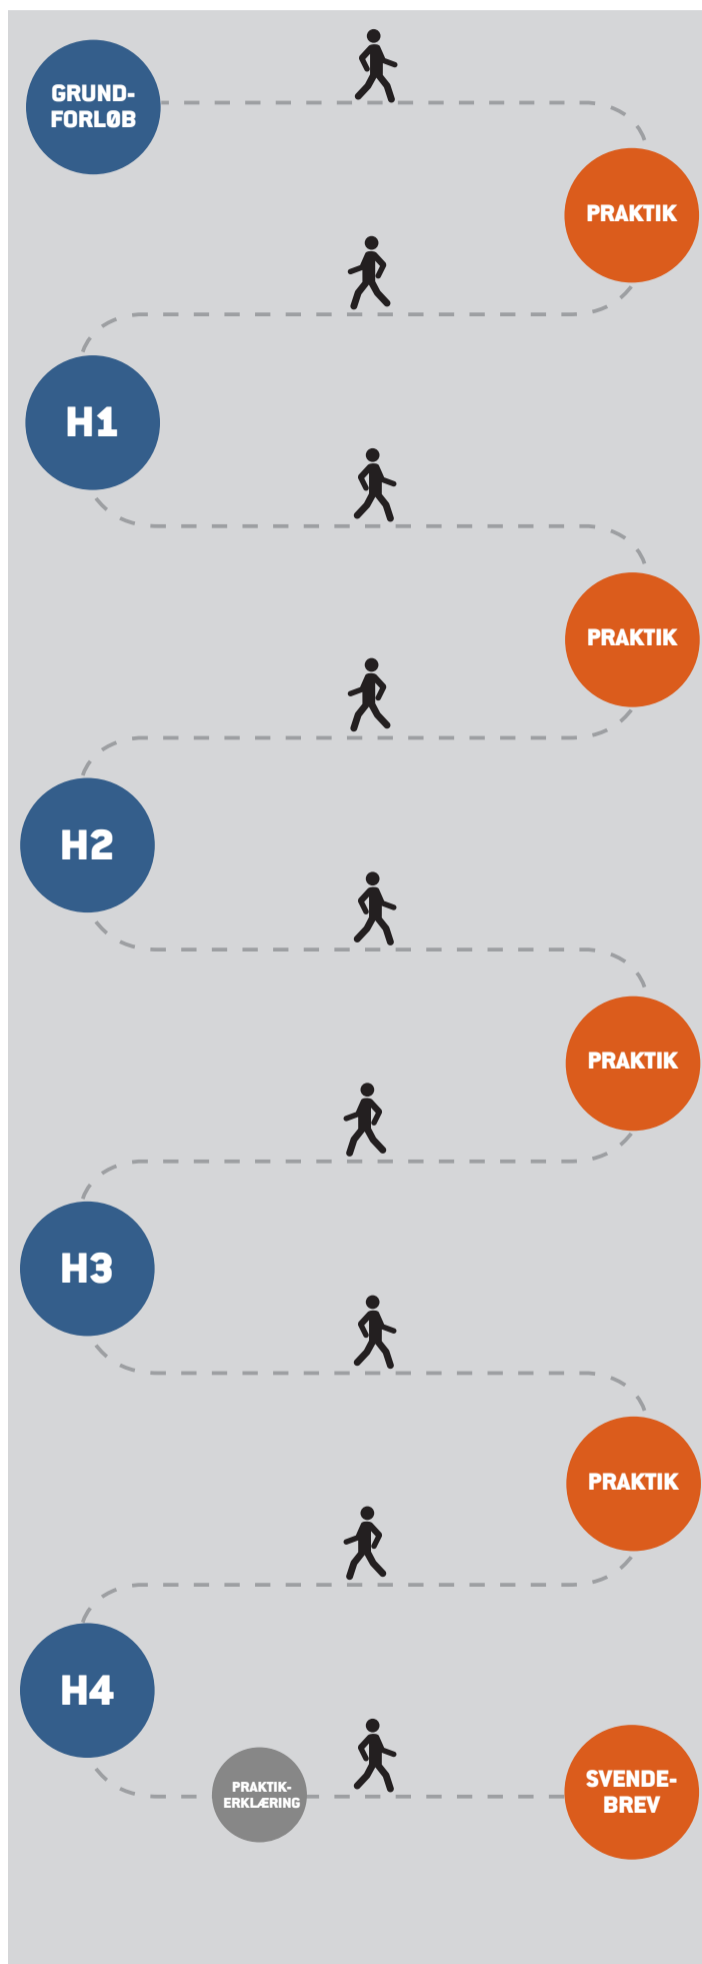 GRUND-
FORLØB
PRAKTIK
H1
PRAKTIK
H2
PRAKTIK
H3
PRAKTIK
H4
PRAKTIK-
ERKLÆRING
SVENDE-
BREV